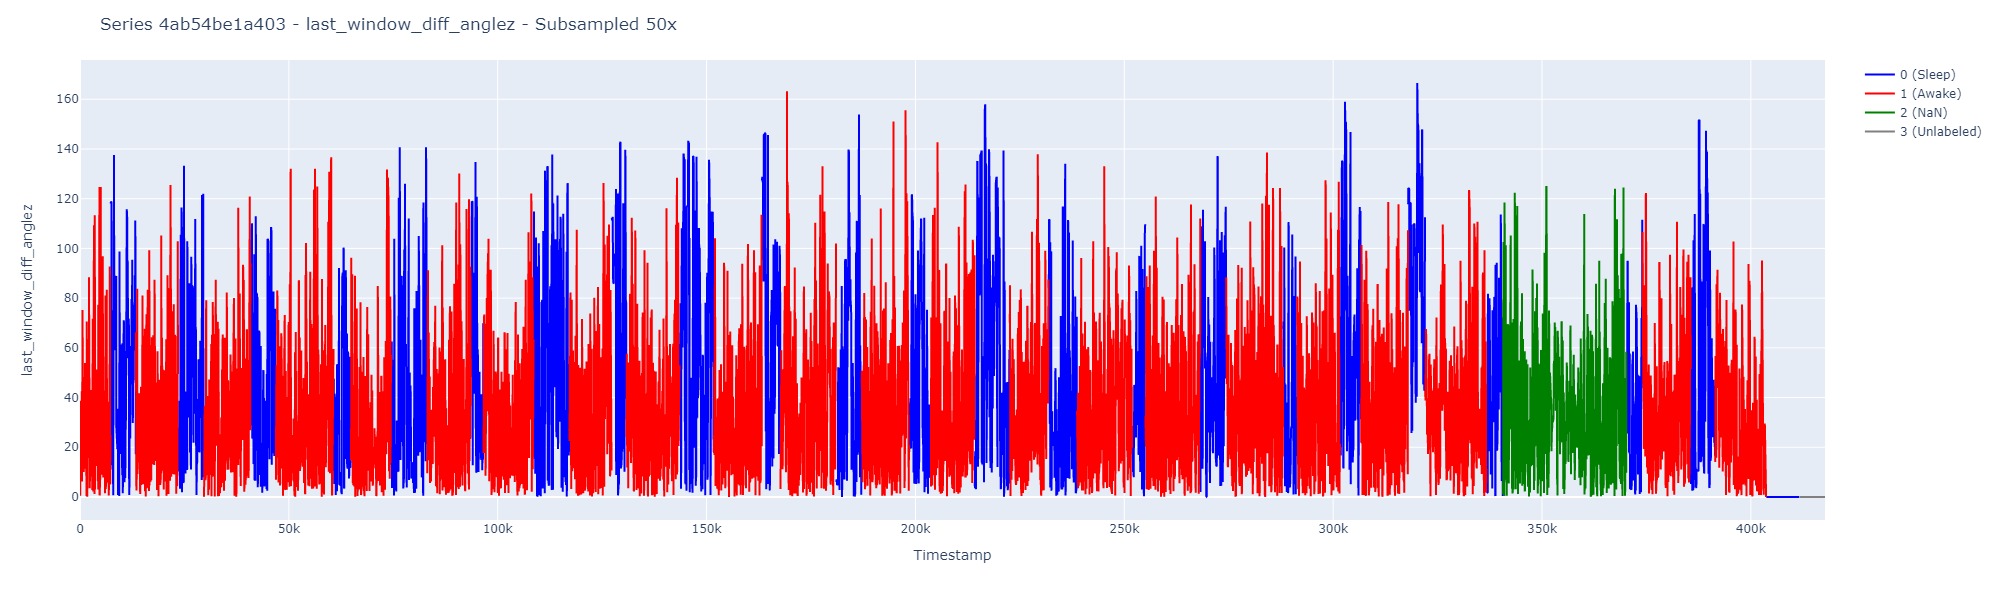 Series 4ab54be1a403 - last_window_diff_anglez - Subsampled 50x
0 (Sleep)
1 (Awake)
2 (NaN)
3 (Unlabeled)
last_window_diff_anglez
160
140
120
100
80
60
40
20
0
0
50k
100k
150k
200k
250k
300k
350k
400k
Timestamp